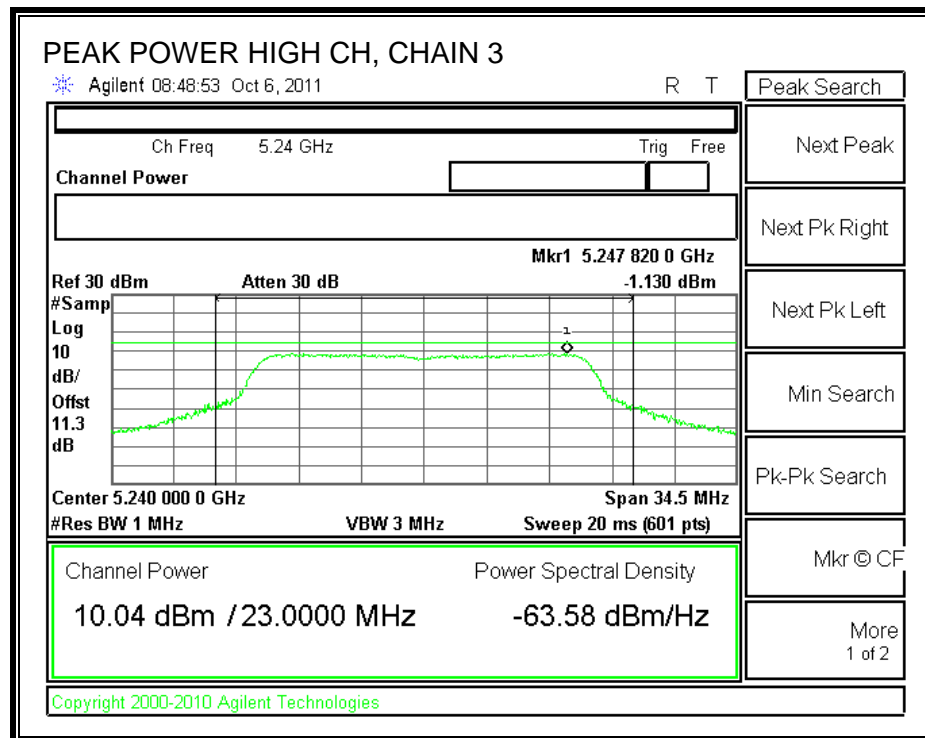 PEAK POWER HIGH CH, CHAIN 3
Agilent 08:48:53 Oct 6, 2011 R T
Peak Search
Ch Freq 5.24 GHz Trig Free
Channel Power
Next Peak
Next Pk Right
Mkr1 5.247 820 0 GHz
Ref 30 dBm Atten 30 dB -1.130 dBm
#Samp
Log
10
dB/
Offst
11.3
dB
1
Next Pk Left
Min Search
Pk-Pk Search
Center 5.240 000 0 GHz Span 34.5 MHz
#Res BW 1 MHz VBW 3 MHz Sweep 20 ms (601 pts)
Mkr © CF
Channel Power Power Spectral Density
10.04 dBm / 23.0000 MHz -63.58 dBm/Hz
More
1 of 2
Copyright 2000-2010 Agilent Technologies